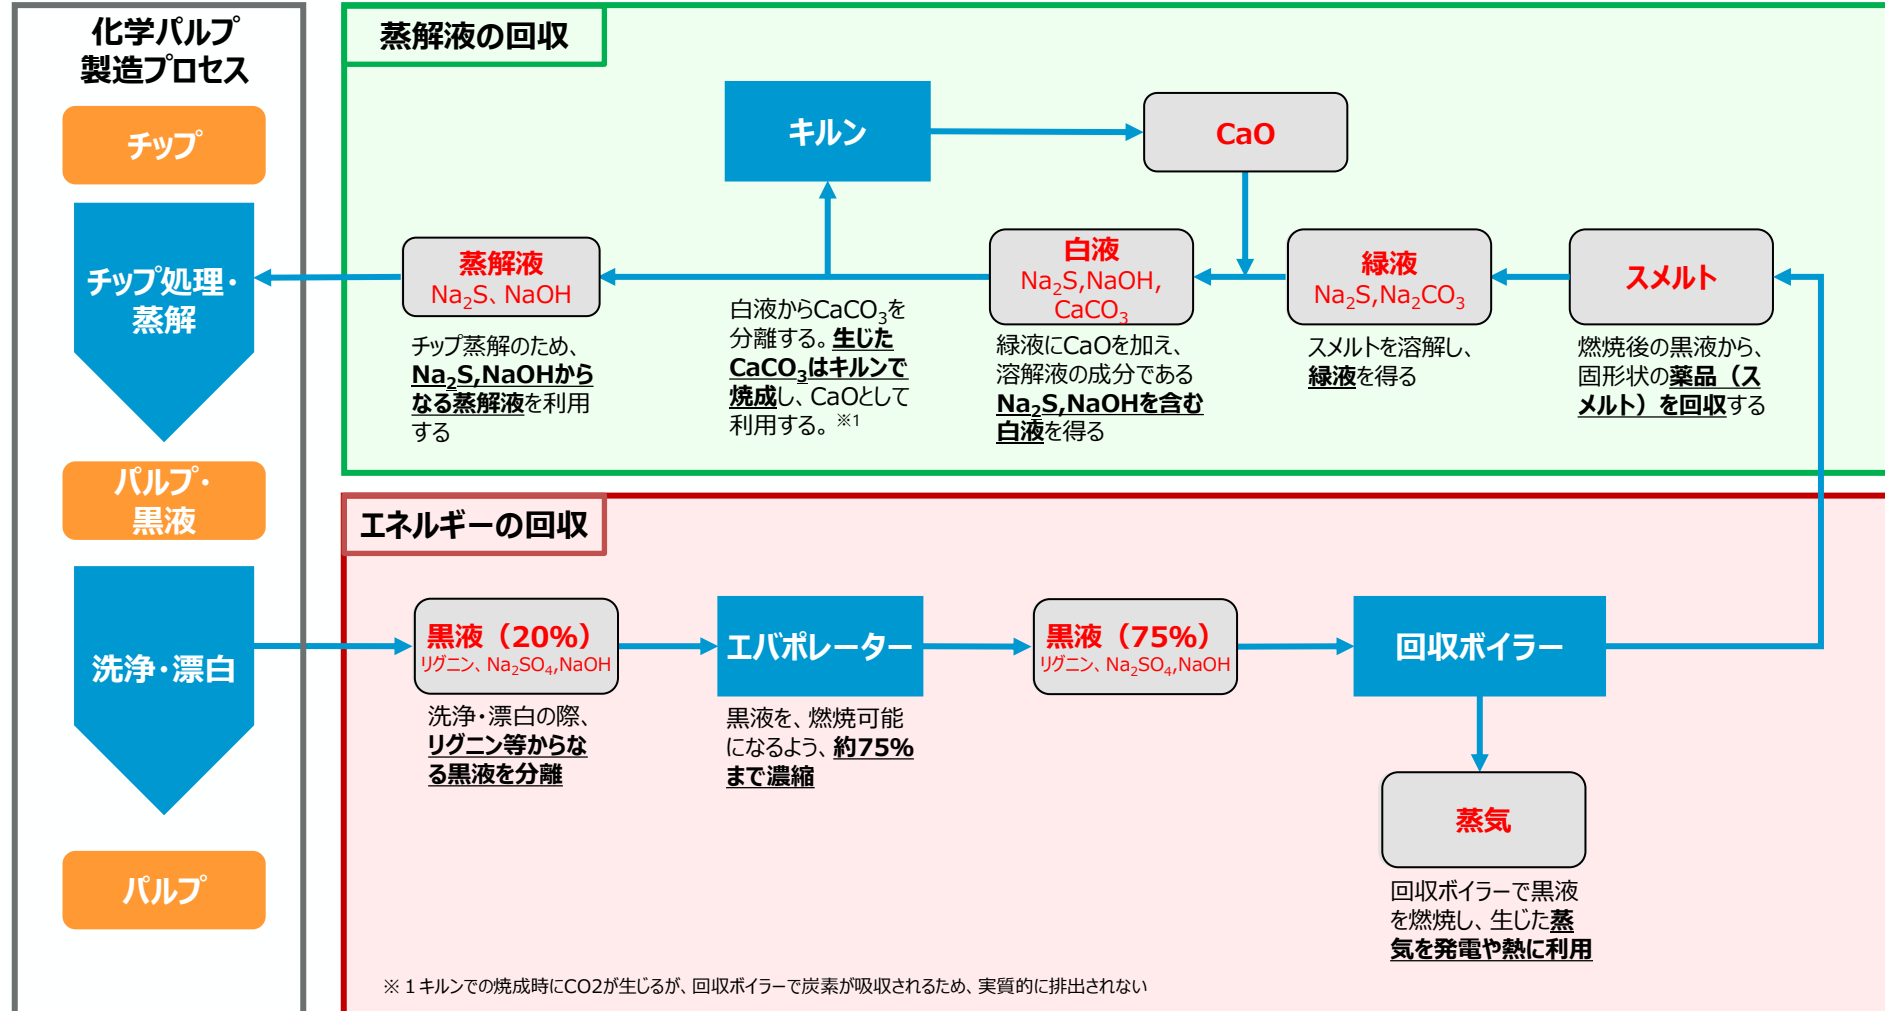 化学パルプ
製造プロセス
チップ
チップ処理・
蒸解
パルプ・
黒液
洗浄・漂白
パルプ
蒸解液の回収
キルン
CaO
蒸解液
Na₂S、NaOH
チップ蒸解のため、
Na₂S,NaOHから
なる蒸解液を利用
する
白液からCaCO₃を
分離する。生じた
CaCO₃はキルンで
焼成し、CaOとして
利用する。※1
白液
Na₂S,NaOH,
CaCO₃
緑液にCaOを加え、
溶解液の成分である
Na₂S,NaOHを含む
白液を得る
緑液
Na₂S,Na₂CO₃
スメルトを溶解し、
緑液を得る
スメルト
燃焼後の黒液から、
固形状の薬品（ス
メルト）を回収する
エネルギーの回収
黒液（20%）
リグニン、Na₂SO₄,NaOH
洗浄・漂白の際、
リグニン等からな
る黒液を分離
エバポレーター
黒液を、燃焼可能
になるよう、約75%
まで濃縮
黒液（75%）
リグニン、Na₂SO₄,NaOH
回収ボイラー
蒸気
回収ボイラーで黒液
を燃焼し、生じた蒸
気を発電や熱に利用
※１キルンでの焼成時にCO2が生じるが、回収ボイラーで炭素が吸収されるため、実質的に排出されない